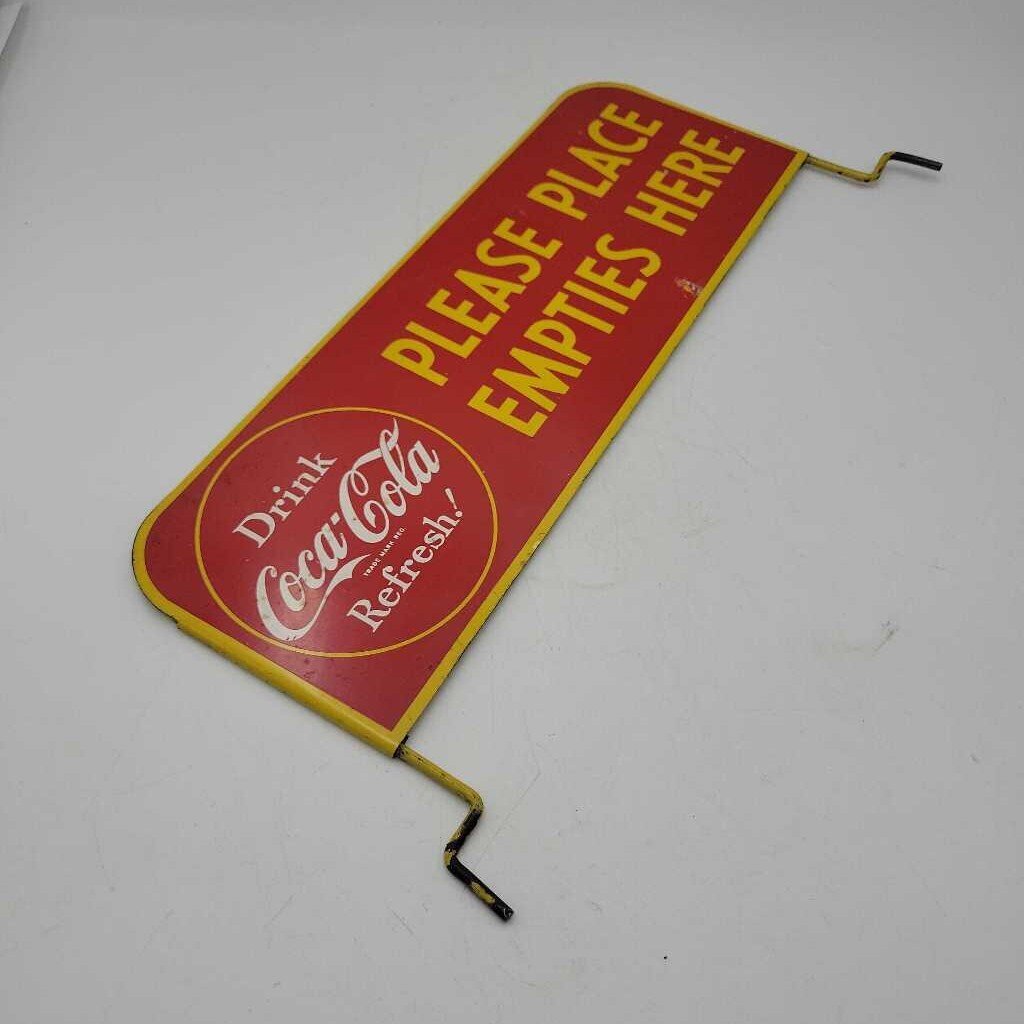 Drink
Coca-Cola
TRADE MARK REG.
Refresh!
PLEASE PLACE
EMPTIES HERE